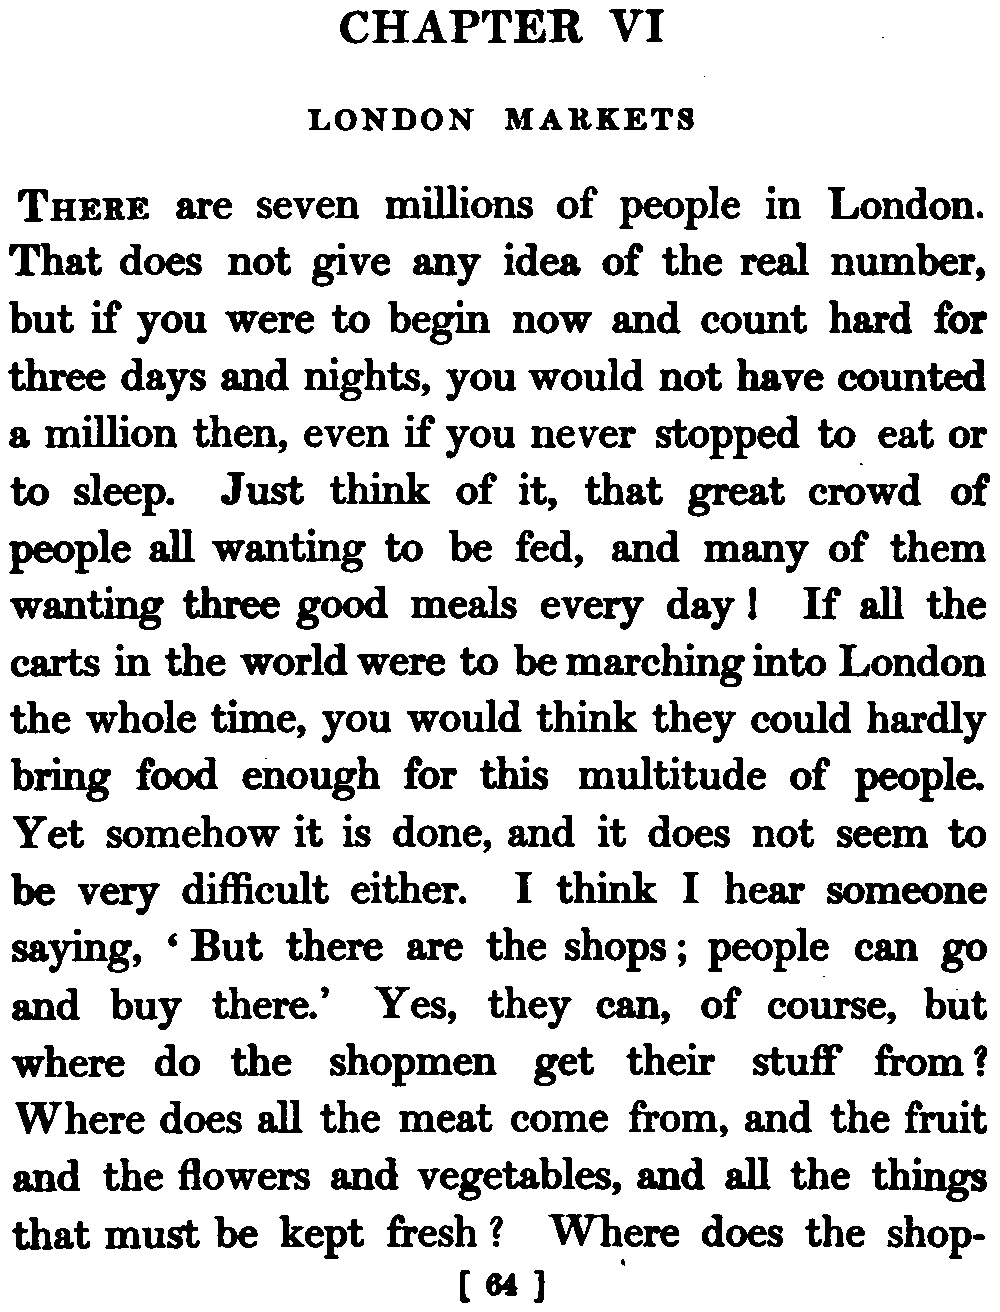 CHAPTER VI
LONDON MARKETS
THERE are seven millions of people in London.
That does not give any idea of the real number,
but if you were to begin now and count hard for
three days and nights, you would not have counted
a million then, even if you never stopped to eat or
to sleep. Just think of it, that great crowd of
people all wanting to be fed, and many of them
wanting three good meals every day! If all the
carts in the world were to be marching into London
the whole time, you would think they could hardly
bring food enough for this multitude of people.
Yet somehow it is done, and it does not seem to
be very difficult either. I think I hear someone
saying, ‘But there are the shops; people can go
and buy there.’ Yes, they can, of course, but
where do the shopmen get their stuff from?
Where does all the meat come from, and the fruit
and the flowers and vegetables, and all the things
that must be kept fresh? Where does the shop-
[ 64 ]